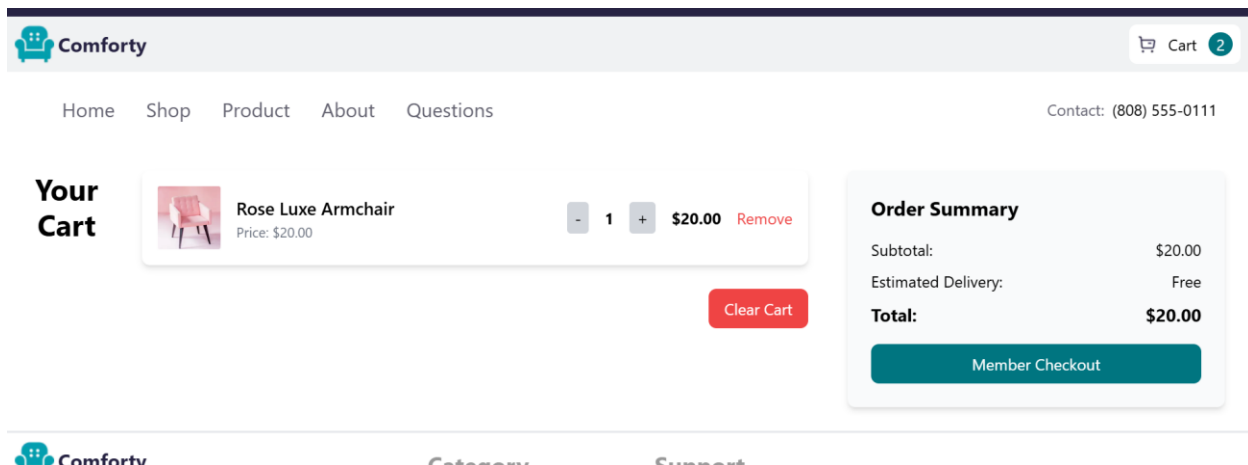 Comforty
Cart 2
Home Shop Product About Questions
Contact: (808) 555-0111
Your
Cart
Rose Luxe Armchair
Price: $20.00
- 1 + $20.00 Remove
Clear Cart
Order Summary
Subtotal: $20.00
Estimated Delivery: Free
Total: $20.00
Member Checkout
Comforty
Category
Support